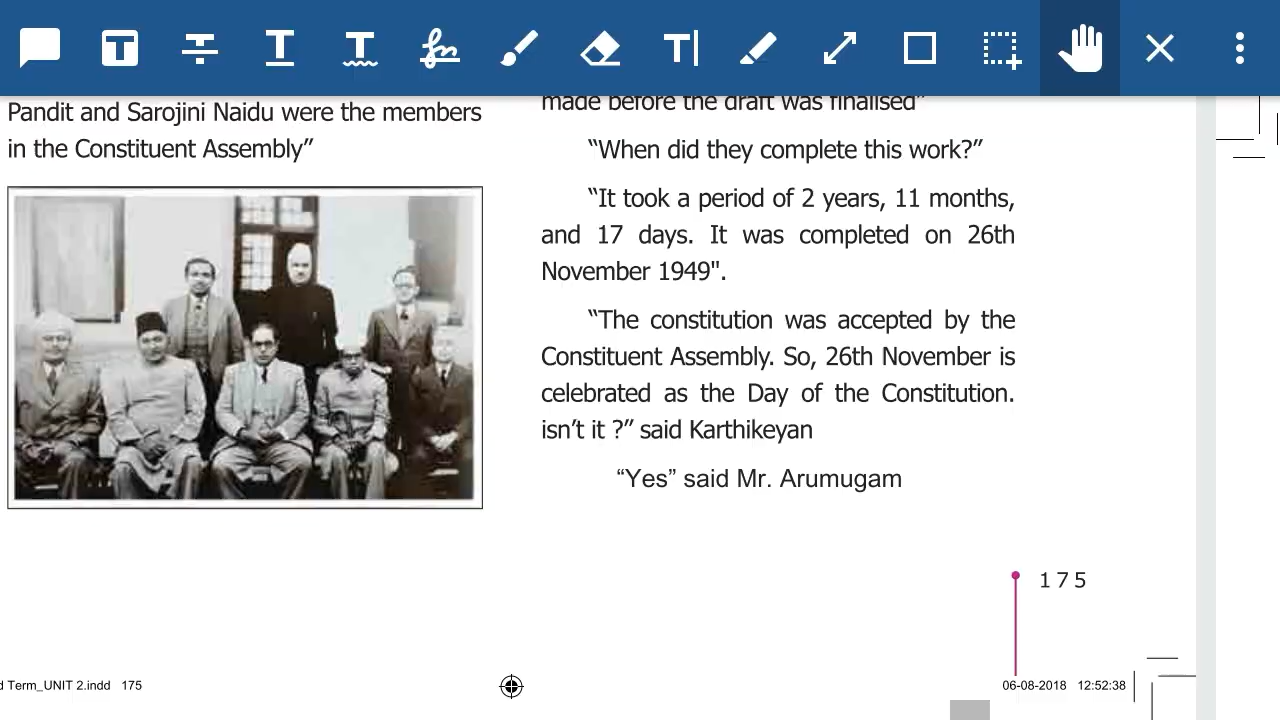 Pandit and Sarojini Naidu were the members
in the Constituent Assembly”
made before the draft was finalised”
“When did they complete this work?”
“It took a period of 2 years, 11 months,
and 17 days. It was completed on 26th
November 1949".
“The constitution was accepted by the
Constituent Assembly. So, 26th November is
celebrated as the Day of the Constitution.
isn’t it ?” said Karthikeyan
“Yes” said Mr. Arumugam
175
d Term_UNIT 2.indd 175
06-08-2018 12:52:38